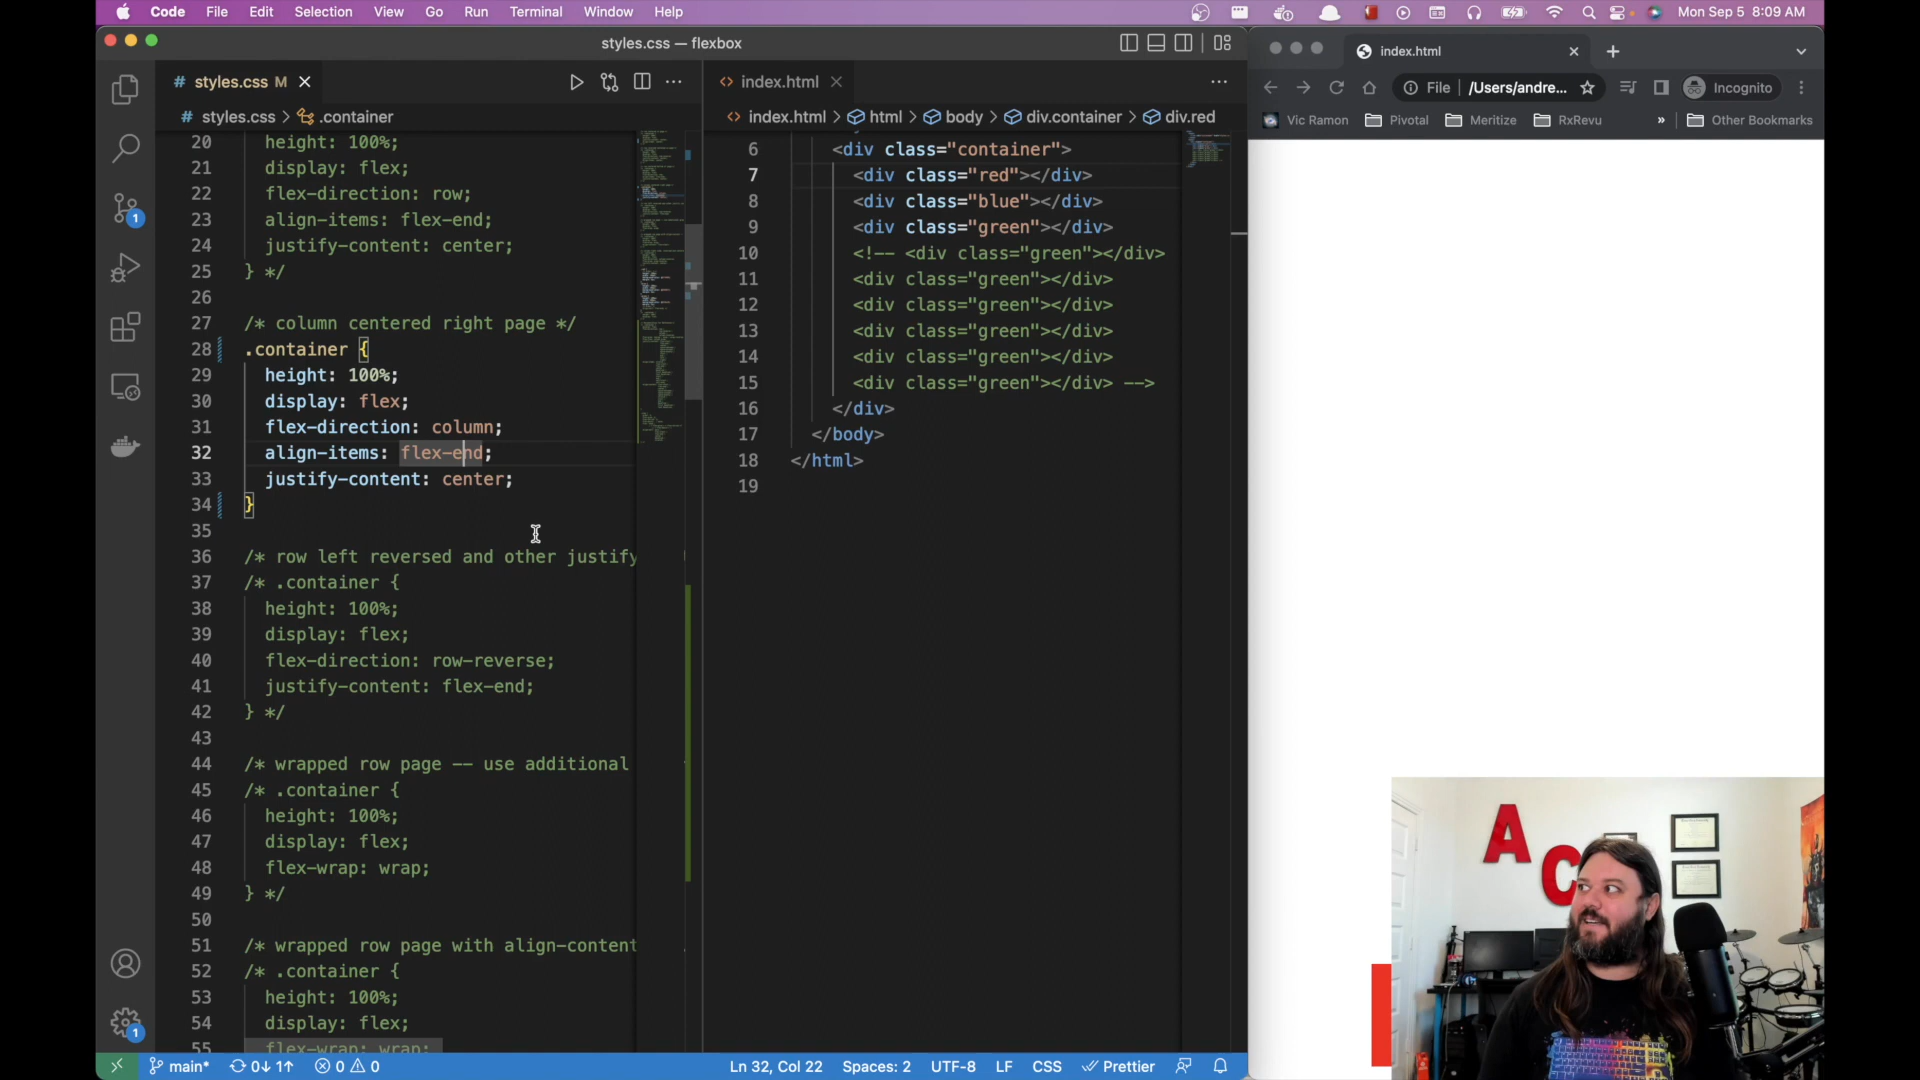 Code File Edit Selection View Go Run Terminal Window Help
Mon Sep 5 8:09 AM
styles.css — flexbox
# styles.css M
# styles.css > .container
20 height: 100%;
21 display: flex;
22 flex-direction: row;
23 align-items: flex-end;
24 justify-content: center;
25 } */
26
27 /* column centered right page */
28 .container {
29 height: 100%;
30 display: flex;
31 flex-direction: column;
32 align-items: flex-end;
33 justify-content: center;
34 }
35
36 /* row left reversed and other justify
37 /* .container {
38 height: 100%;
39 display: flex;
40 flex-direction: row-reverse;
41 justify-content: flex-end;
42 } */
43
44 /* wrapped row page -- use additional
45 /* .container {
46 height: 100%;
47 display: flex;
48 flex-wrap: wrap;
49 } */
50
51 /* wrapped row page with align-content
52 /* .container {
53 height: 100%;
54 display: flex;
55 flex-wrap: wrap;
1
1
<> index.html
<> index.html > html > body > div.container > div.red
6 <div class="container">
7 <div class="red"></div>
8 <div class="blue"></div>
9 <div class="green"></div>
10 <!-- <div class="green"></div>
11 <div class="green"></div>
12 <div class="green"></div>
13 <div class="green"></div>
14 <div class="green"></div>
15 <div class="green"></div> -->
16 </div>
17 </body>
18 </html>
19
main* 0↓ 1↑ 0 0
Ln 32, Col 22 Spaces: 2 UTF-8 LF CSS Prettier
index.html
File /Users/andre... Incognito
Vic Ramon Pivotal Meritize RxRevu » Other Bookmarks
A
C